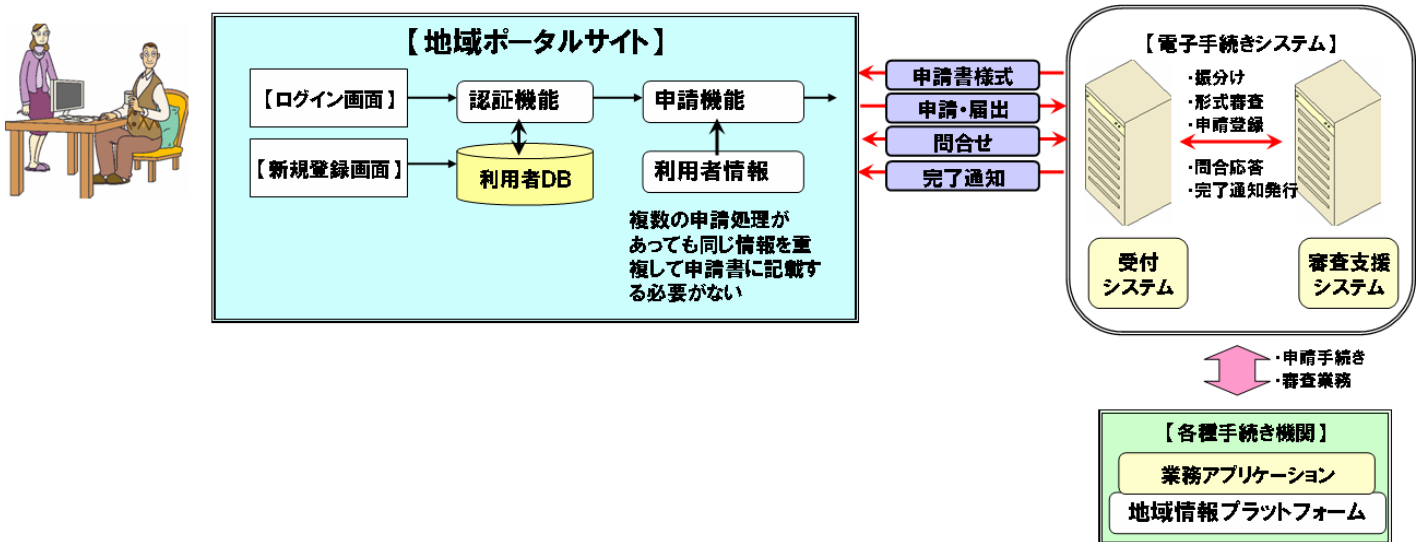 【地域ポータルサイト】
【ログイン画面】
認証機能
申請機能
【新規登録画面】
利用者DB
利用者情報
複数の申請処理が
あっても同じ情報を重
複して申請書に記載す
る必要がない
申請書様式
申請・届出
問合せ
完了通知
【電子手続きシステム】
・振分け
・形式審査
・申請登録
・問合応答
・完了通知発行
受付
システム
審査支援
システム
・申請手続き
・審査業務
【各種手続き機関】
業務アプリケーション
地域情報プラットフォーム